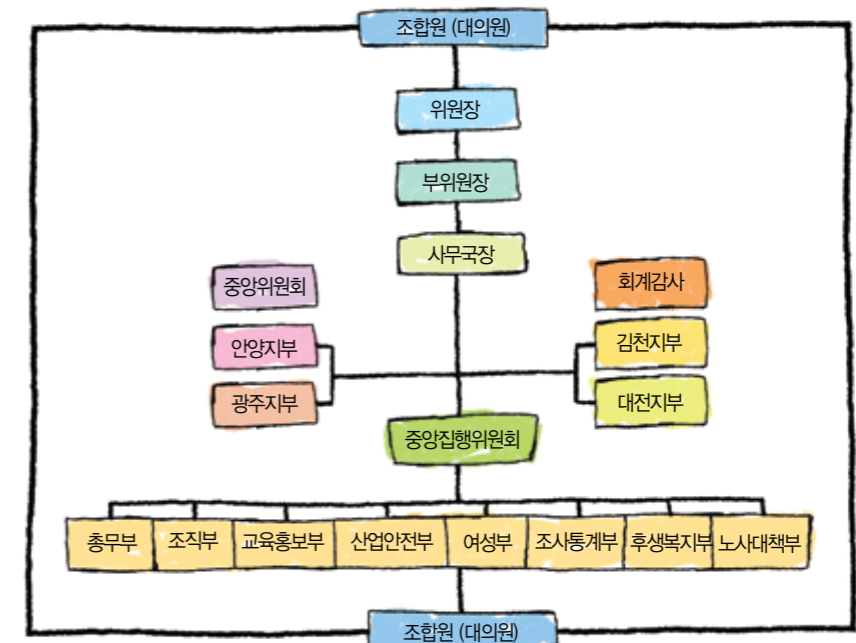 조합원 (대의원)
위원장
부위원장
사무국장
중앙위원회
회계감사
안양지부
김천지부
광주지부
대전지부
중앙집행위원회
총무부 조직부 교육홍보부 산업안전부 여성부 조사통계부 후생복지부 노사대책부
조합원 (대의원)